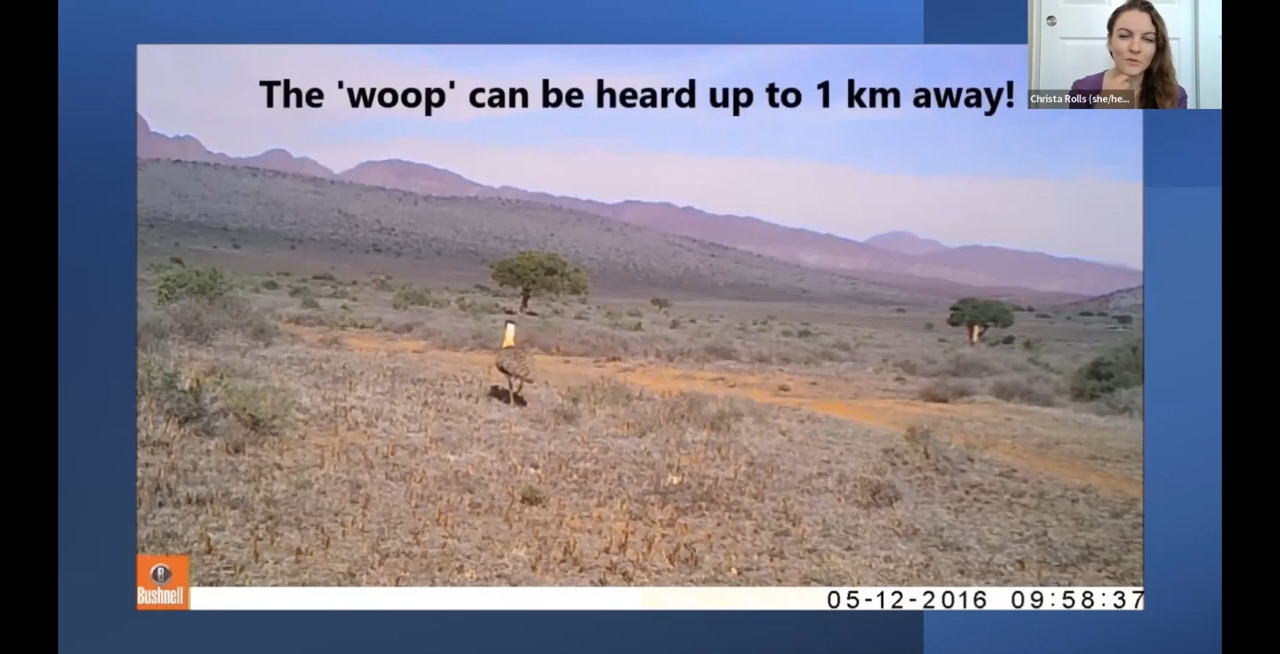 The 'woop' can be heard up to 1 km away!
Christa Rolls (she/he...
Bushnell
05-12-2016 09:58:37